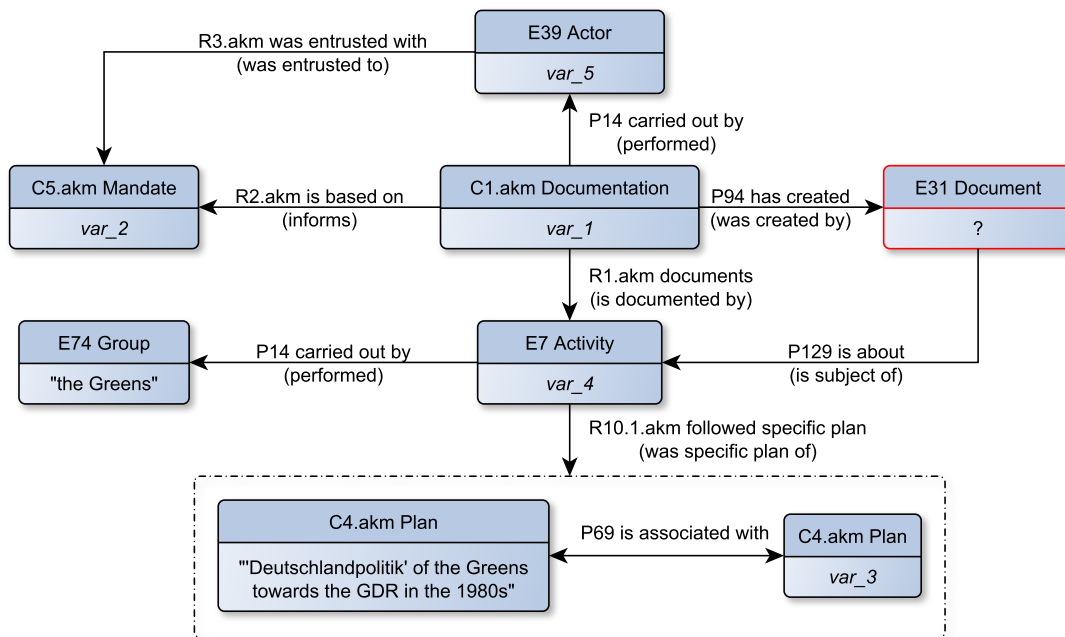 E39 Actor
var_5
R3.akm was entrusted with
(was entrusted to)
P14 carried out by
(performed)
C5.akm Mandate
var_2
R2.akm is based on
(informs)
C1.akm Documentation
var_1
P94 has created
(was created by)
E31 Document
?
R1.akm documents
(is documented by)
E74 Group
"the Greens"
P14 carried out by
(performed)
E7 Activity
var_4
P129 is about
(is subject of)
R10.1.akm followed specific plan
(was specific plan of)
C4.akm Plan
"'Deutschlandpolitik' of the Greens
towards the GDR in the 1980s"
P69 is associated with
C4.akm Plan
var_3